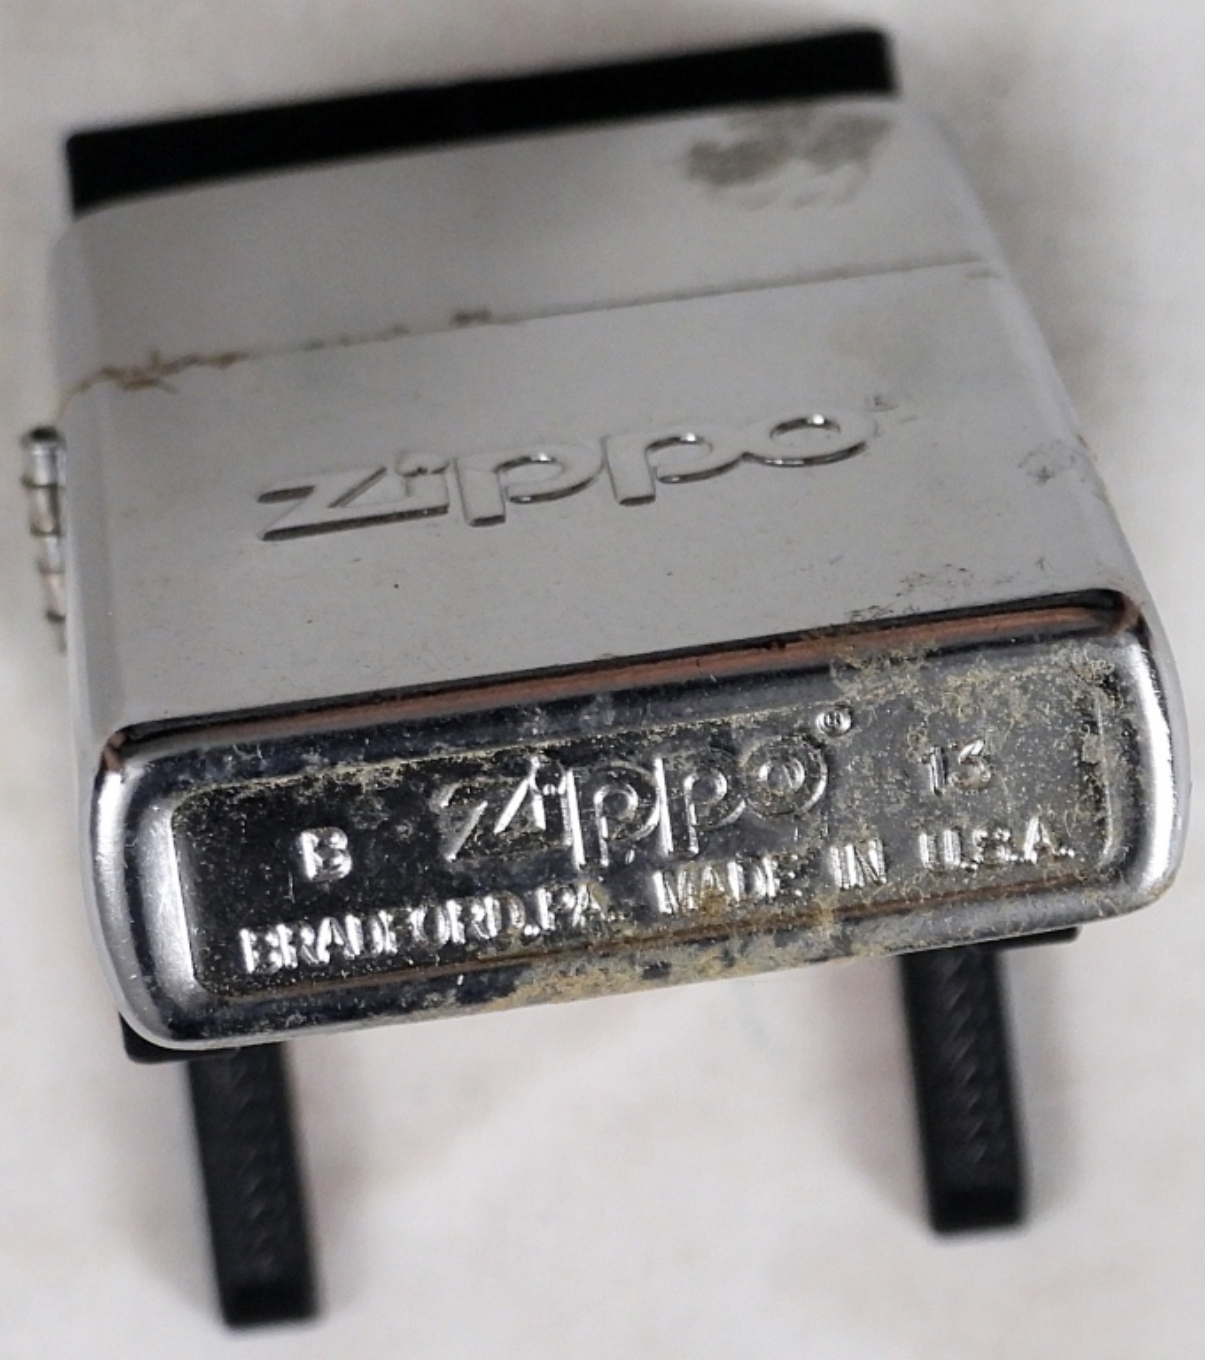 Zippo
B Zippo® 13
BRADFORD, PA. MADE IN U.S.A.